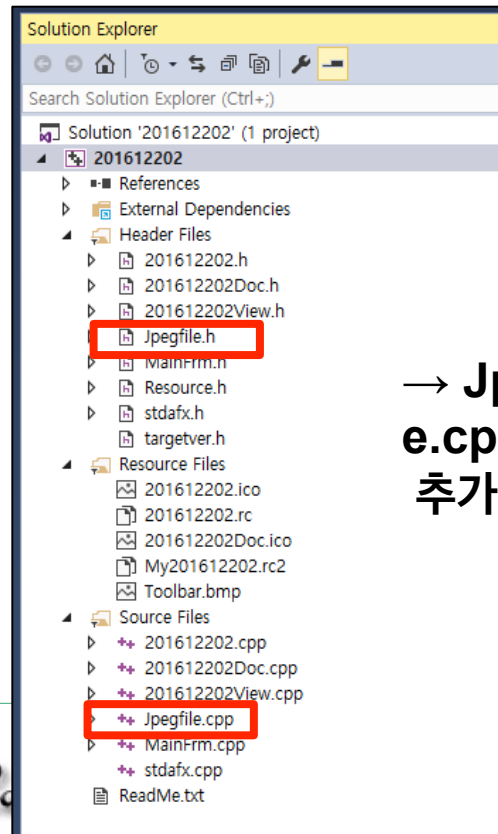 Solution Explorer
Search Solution Explorer (Ctrl+;)
Solution '201612202' (1 project)
201612202
References
External Dependencies
Header Files
201612202.h
201612202Doc.h
201612202View.h
Jpegfile.h
MainFrm.h
Resource.h
stdafx.h
targetver.h
Resource Files
201612202.ico
201612202.rc
201612202Doc.ico
My201612202.rc2
Toolbar.bmp
Source Files
201612202.cpp
201612202Doc.cpp
201612202View.cpp
Jpegfile.cpp
MainFrm.cpp
stdafx.cpp
ReadMe.txt
→ Jp
e.cp
추가